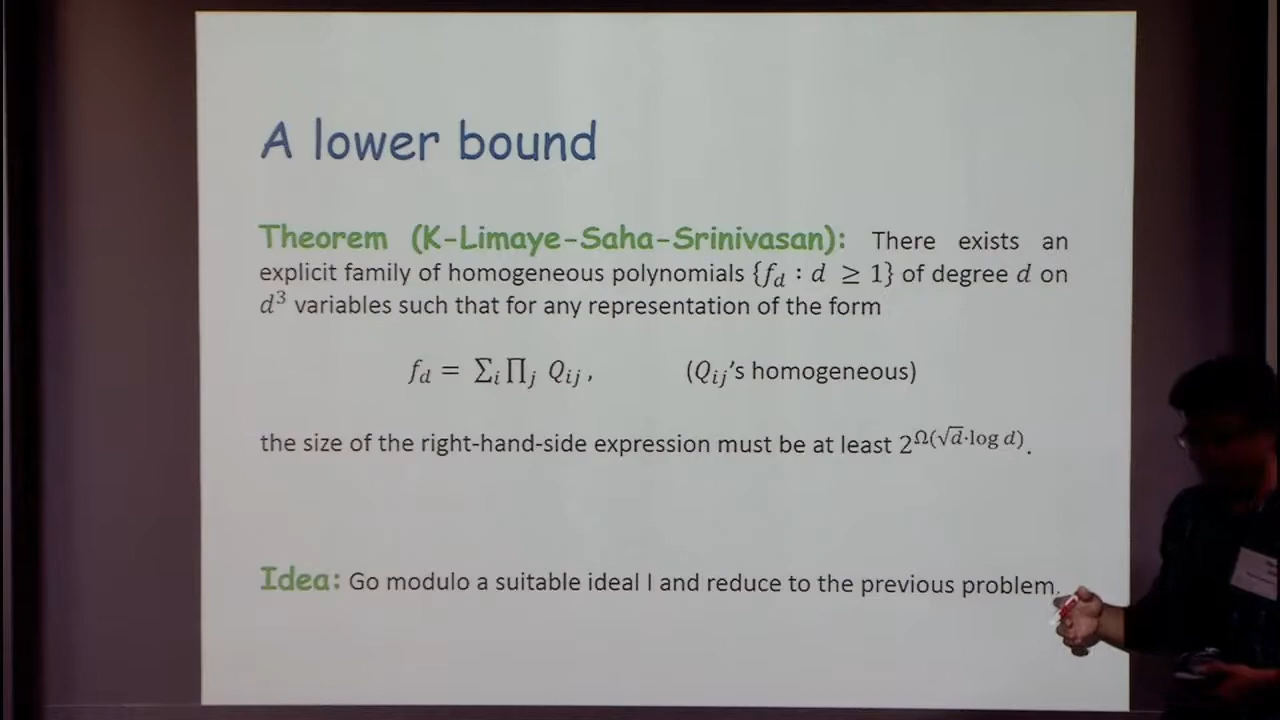 A lower bound
Theorem (K-Limaye-Saha-Srinivasan): There exists an
explicit family of homogeneous polynomials {f_d : d ≥ 1} of degree d on
d³ variables such that for any representation of the form
f_d = ∑_i ∏_j Q_ij , (Q_ij's homogeneous)
the size of the right-hand-side expression must be at least 2^Ω(√d·log d).
Idea: Go modulo a suitable ideal I and reduce to the previous problem.